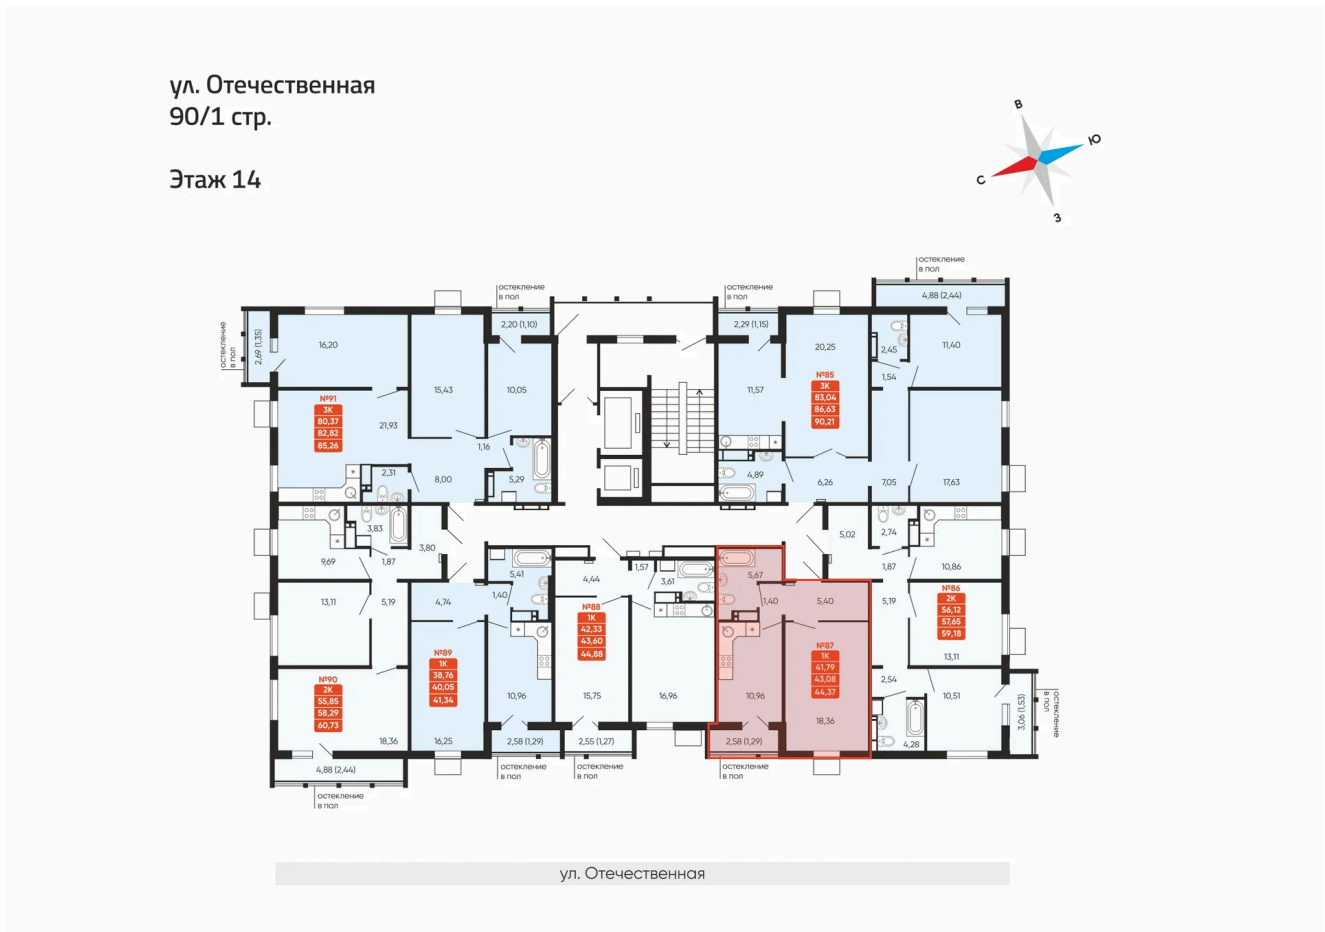 ул. Отечественная
90/1 стр.
Этаж 14
В
Ю
С
З
остекление
в пол
4,88 (2,44)
остекление
в пол
2,20 (1,10)
остекление
в пол
2,29 (1,15)
остекление
в пол
2,69 (1,35)
16,20
15,43
10,05
№91
3К
80,37
82,82
85,26
21,93
1,16
2,31
8,00
5,29
11,57
20,25
№85
3К
83,04
86,63
90,21
2,45
1,54
11,40
4,89
6,26
7,05
17,63
3,83
9,69
1,87
3,80
13,11
5,19
4,74
5,41
1,40
№90
2К
55,85
58,29
60,73
18,36
4,88 (2,44)
остекление
в пол
№89
1К
38,76
40,05
41,34
16,25
10,96
2,58 (1,29)
остекление
в пол
4,44
1,57
3,61
№88
1К
42,33
43,60
44,88
15,75
16,96
2,55 (1,27)
остекление
в пол
5,67
1,40
5,40
№87
1К
41,79
43,08
44,37
10,96
18,36
2,58 (1,29)
остекление
в пол
5,02
2,74
1,87
10,86
5,19
№86
2К
56,12
57,65
59,18
13,11
2,54
10,51
4,28
3,06 (1,53)
остекление
в пол
ул. Отечественная